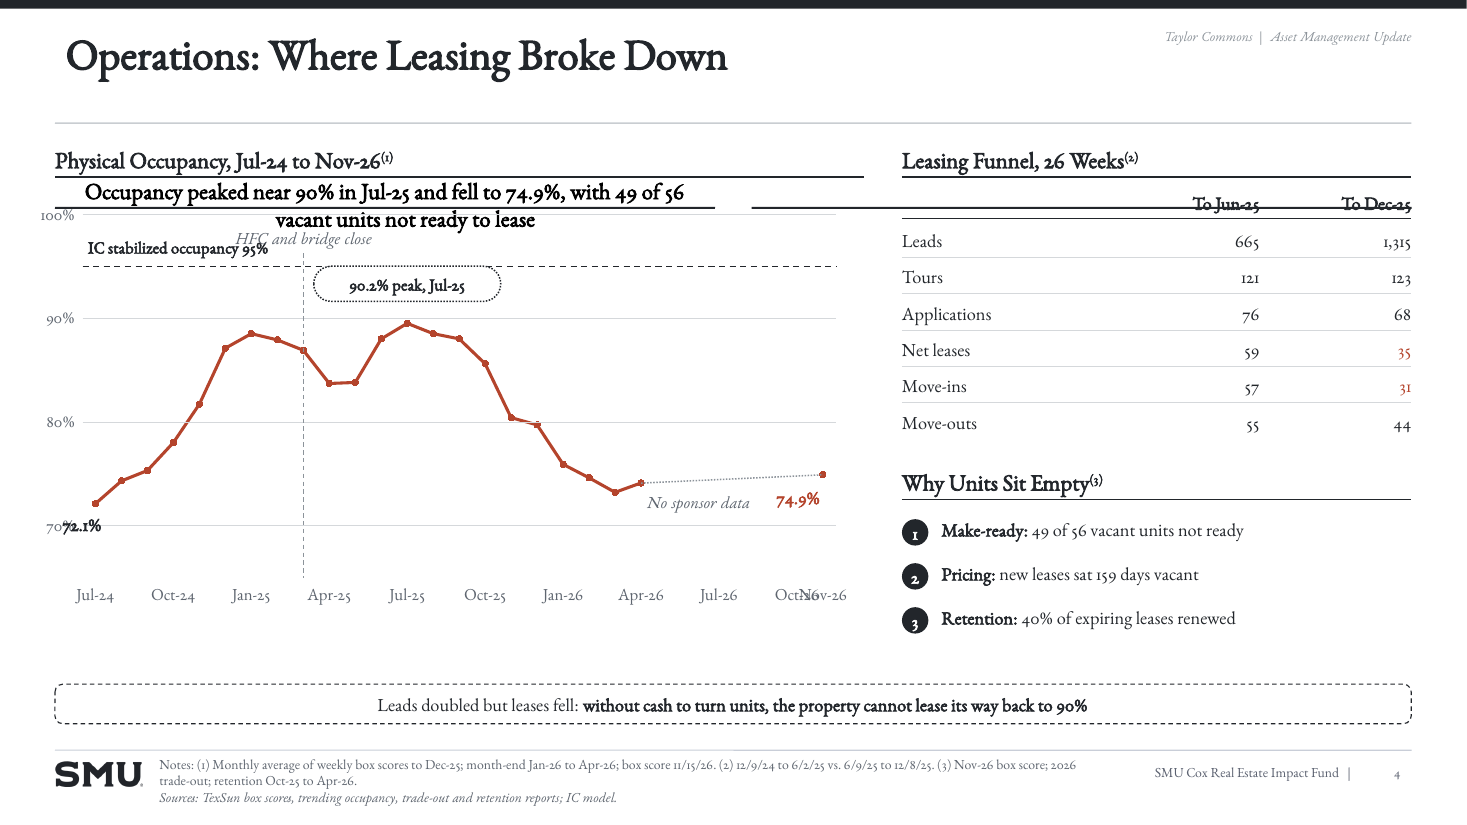 Taylor Commons | Asset Management Update
Operations: Where Leasing Broke Down
Physical Occupancy, Jul-24 to Nov-26(1)
Occupancy peaked near 90% in Jul-25 and fell to 74.9%, with 49 of 56
vacant units not ready to lease
100%
HFC and bridge close
IC stabilized occupancy 95%
90.2% peak, Jul-25
90%
80%
No sponsor data
74.9%
70%
72.1%
Jul-24 Oct-24 Jan-25 Apr-25 Jul-25 Oct-25 Jan-26 Apr-26 Jul-26 Oct-26 Nov-26
Leasing Funnel, 26 Weeks(2)
To Jun-25 To Dec-25
Leads 665 1,315
Tours 121 123
Applications 76 68
Net leases 59 35
Move-ins 57 31
Move-outs 55 44
Why Units Sit Empty(3)
1 Make-ready: 49 of 56 vacant units not ready
2 Pricing: new leases sat 159 days vacant
3 Retention: 40% of expiring leases renewed
Leads doubled but leases fell: without cash to turn units, the property cannot lease its way back to 90%
SMU
Notes: (1) Monthly average of weekly box scores to Dec-25; month-end Jan-26 to Apr-26; box score 11/15/26. (2) 12/9/24 to 6/2/25 vs. 6/9/25 to 12/8/25. (3) Nov-26 box score; 2026
trade-out; retention Oct-25 to Apr-26.
Sources: TexSun box scores, trending occupancy, trade-out and retention reports; IC model.
SMU Cox Real Estate Impact Fund | 4